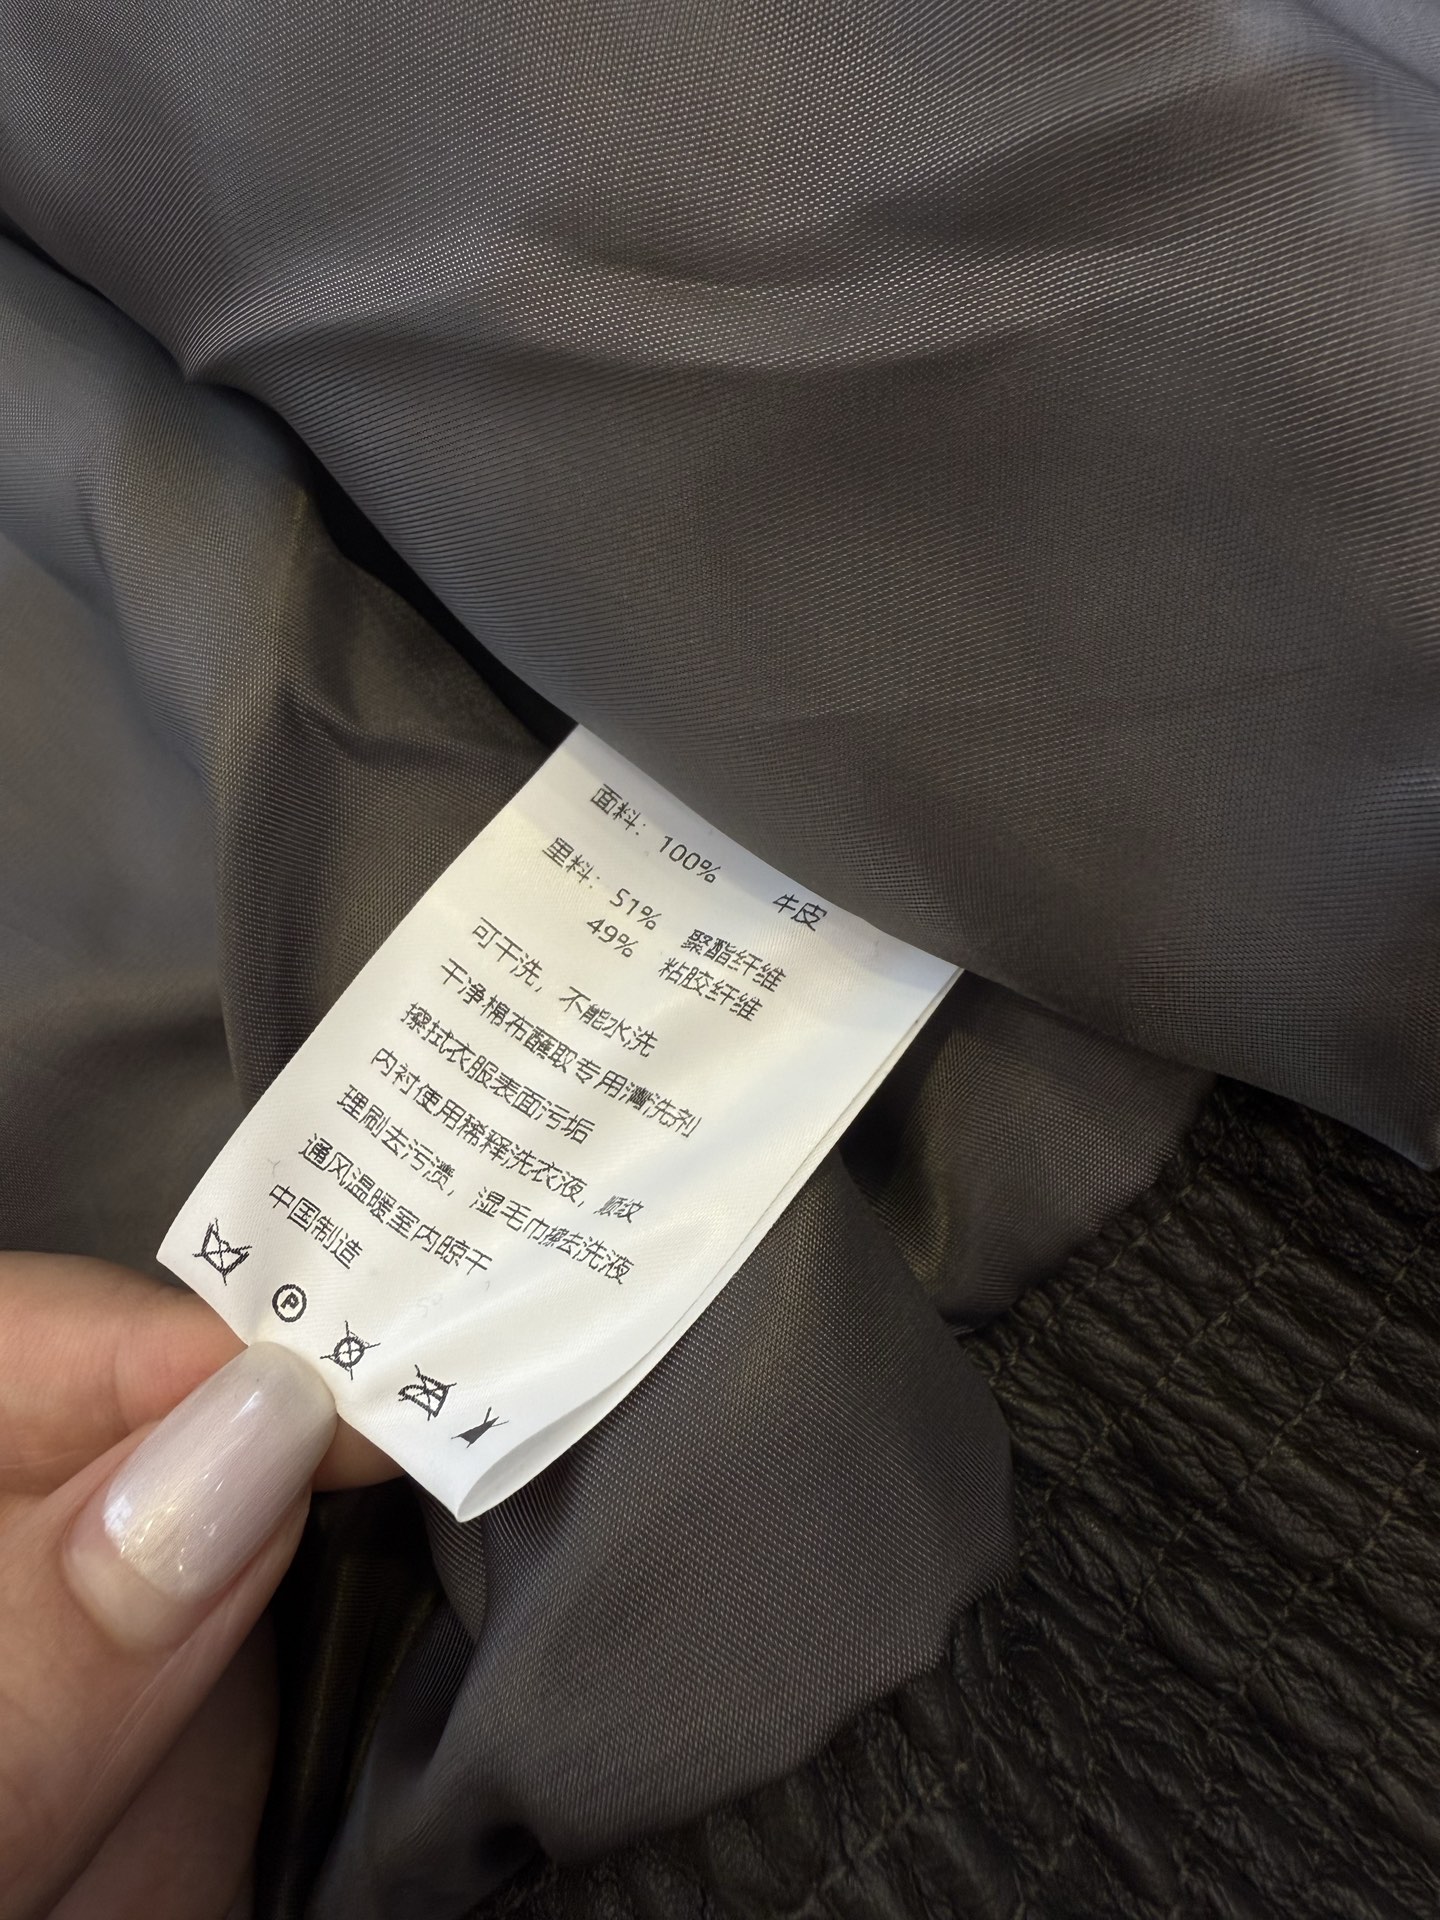 面料: 100% 牛皮
里料: 51% 聚酯纤维
49% 粘胶纤维
可干洗, 不能水洗
干净棉布蘸取专用清洗剂
擦拭衣服表面污垢
内衬使用稀释洗衣液, 顺纹
理刷去污渍, 湿毛巾擦去洗液
通风温暖室内晾干
中国制造
P